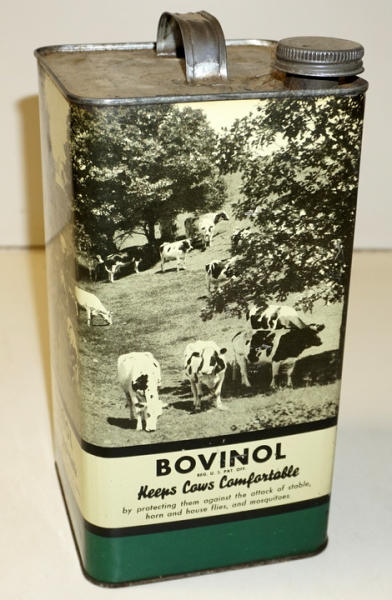 BOVINOL
REG. U. S. PAT. OFF.
Keeps Cows Comfortable
by protecting them against the attack of stable,
horn and house flies, and mosquitoes.